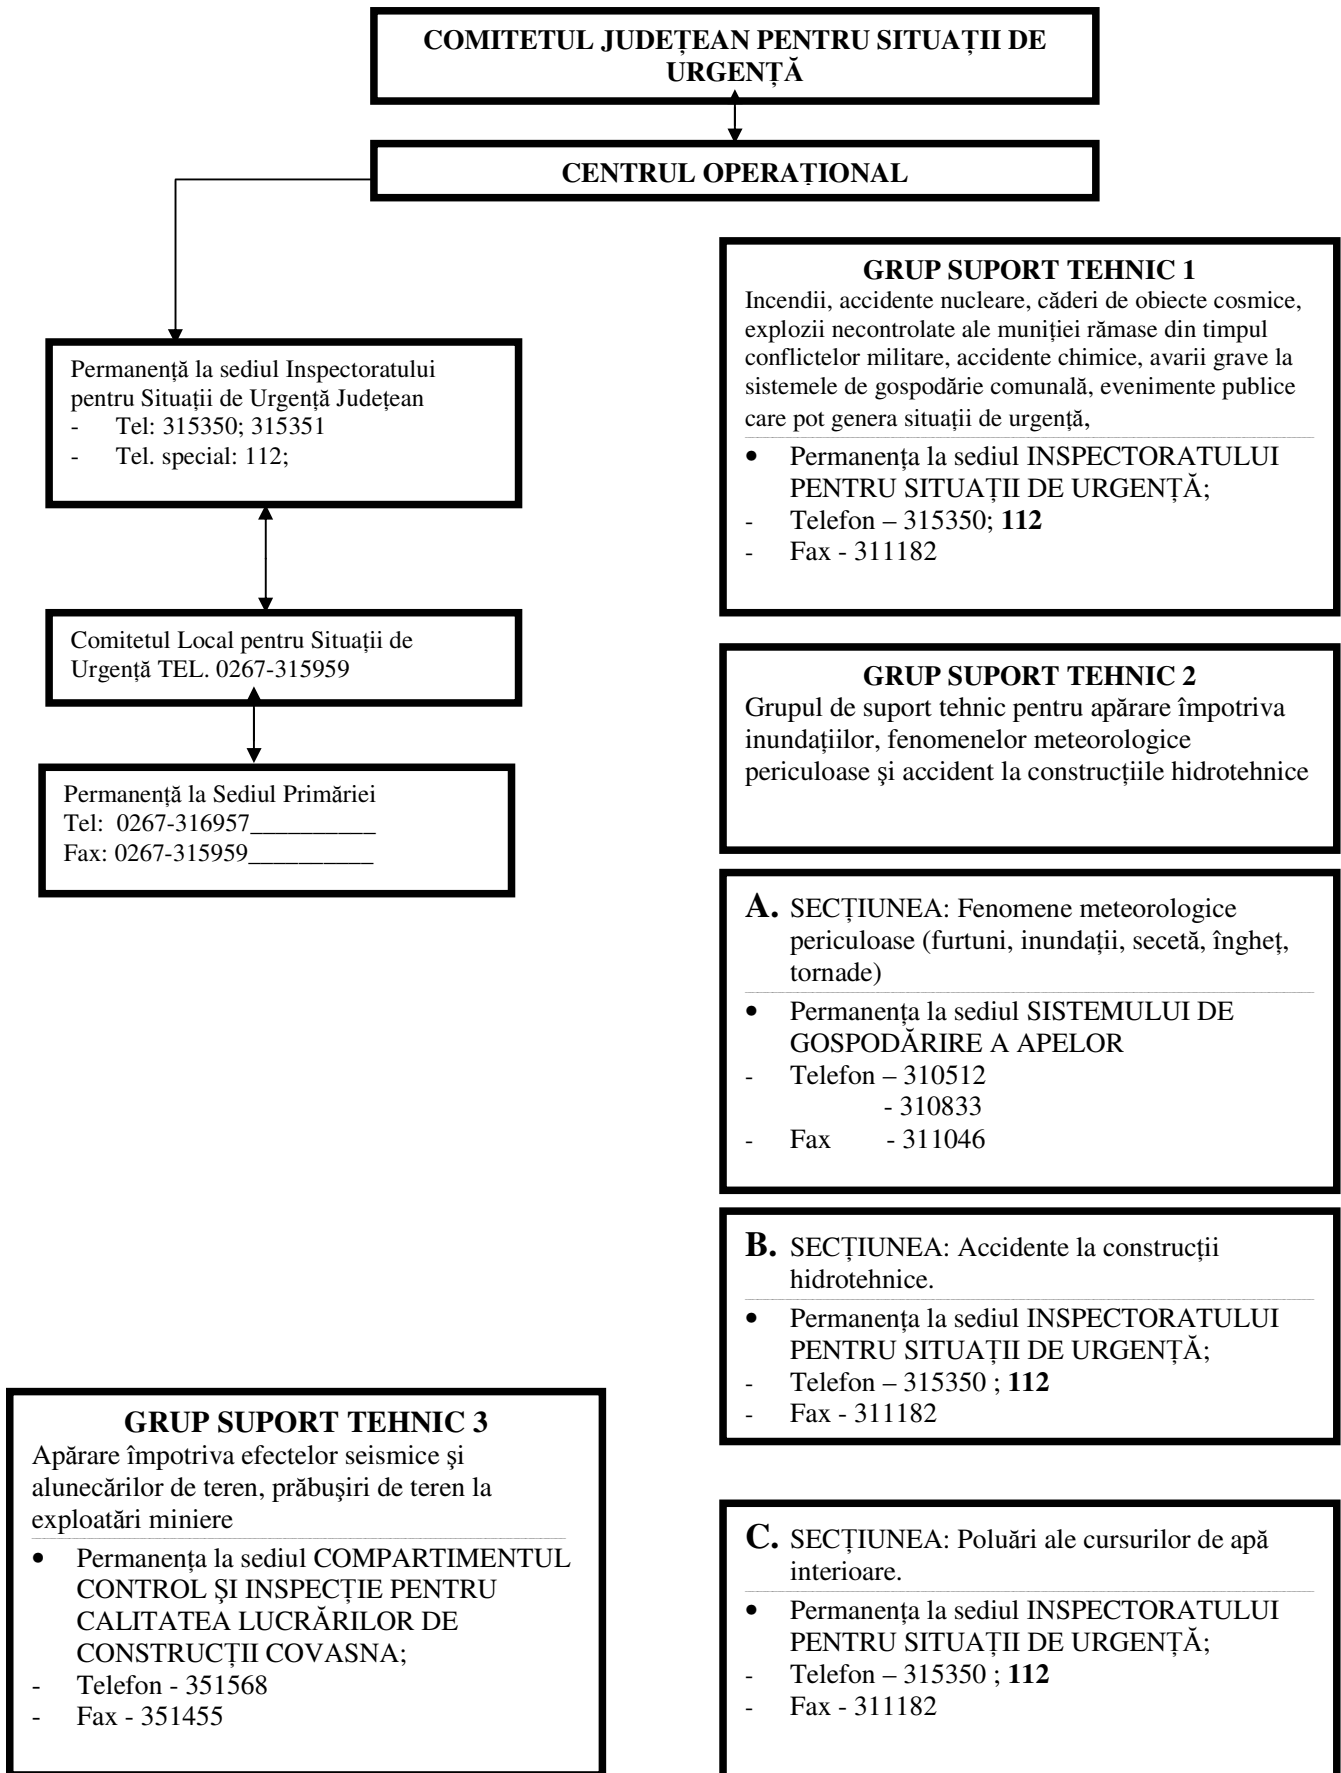 COMITETUL JUDEȚEAN PENTRU SITUAȚII DE
URGENȚĂ
CENTRUL OPERAȚIONAL
Permanență la sediul Inspectoratului
pentru Situații de Urgență Județean
- Tel: 315350; 315351
- Tel. special: 112;
Comitetul Local pentru Situații de
Urgență TEL. 0267-315959
Permanență la Sediul Primăriei
Tel: 0267-316957__________
Fax: 0267-315959__________
GRUP SUPORT TEHNIC 1
Incendii, accidente nucleare, căderi de obiecte cosmice,
explozii necontrolate ale muniției rămase din timpul
conflictelor militare, accidente chimice, avarii grave la
sistemele de gospodărie comunală, evenimente publice
care pot genera situații de urgență,
• Permanența la sediul INSPECTORATULUI
PENTRU SITUAȚII DE URGENȚĂ;
- Telefon – 315350; 112
- Fax - 311182
GRUP SUPORT TEHNIC 2
Grupul de suport tehnic pentru apărare împotriva
inundațiilor, fenomenelor meteorologice
periculoase şi accident la construcțiile hidrotehnice
A. SECȚIUNEA: Fenomene meteorologice
periculoase (furtuni, inundații, secetă, îngheț,
tornade)
• Permanența la sediul SISTEMULUI DE
GOSPODĂRIRE A APELOR
- Telefon – 310512
- 310833
- Fax - 311046
B. SECȚIUNEA: Accidente la construcții
hidrotehnice.
• Permanența la sediul INSPECTORATULUI
PENTRU SITUAȚII DE URGENȚĂ;
- Telefon – 315350 ; 112
- Fax - 311182
GRUP SUPORT TEHNIC 3
Apărare împotriva efectelor seismice şi
alunecărilor de teren, prăbuşiri de teren la
exploatări miniere
• Permanența la sediul COMPARTIMENTUL
CONTROL ŞI INSPECȚIE PENTRU
CALITATEA LUCRĂRILOR DE
CONSTRUCȚII COVASNA;
- Telefon - 351568
- Fax - 351455
C. SECȚIUNEA: Poluări ale cursurilor de apă
interioare.
• Permanența la sediul INSPECTORATULUI
PENTRU SITUAȚII DE URGENȚĂ;
- Telefon – 315350 ; 112
- Fax - 311182